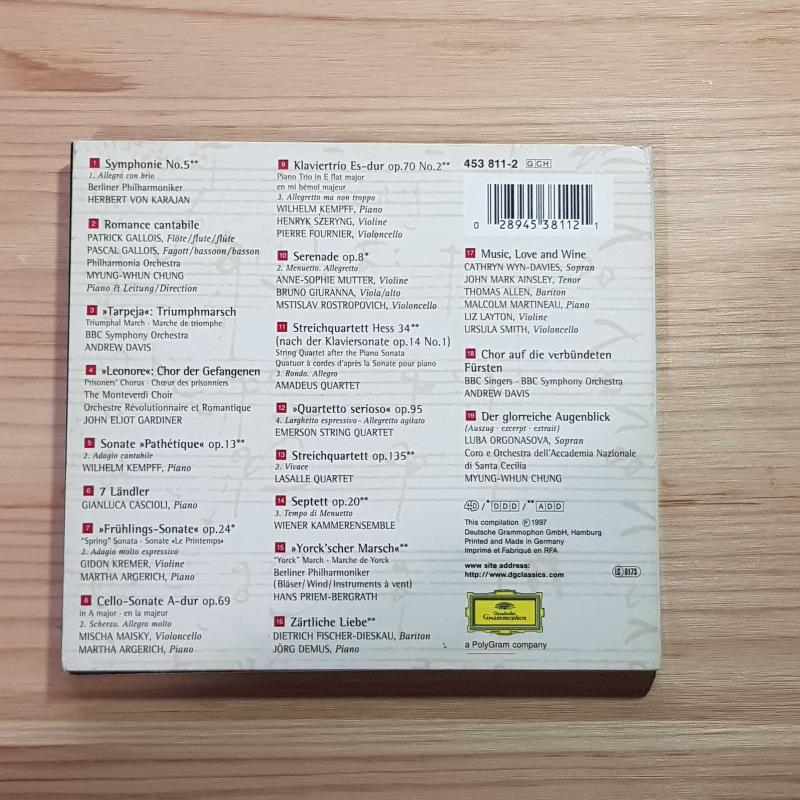 1 Symphonie No.5**
1. Allegro con brio
Berliner Philharmoniker
HERBERT VON KARAJAN
2 Romance cantabile
PATRICK GALLOIS, Flöte/flute/flûte
PASCAL GALLOIS, Fagott/bassoon/basson
Philharmonia Orchestra
MYUNG-WHUN CHUNG
Piano & Leitung/Direction
3 »Tarpeja«: Triumphmarsch
Triumphal March · Marche de triomphe
BBC Symphony Orchestra
ANDREW DAVIS
4 »Leonore«: Chor der Gefangenen
Prisoners' Chorus · Chœur des prisonniers
The Monteverdi Choir
Orchestre Révolutionnaire et Romantique
JOHN ELIOT GARDINER
5 Sonate »Pathétique« op.13**
2. Adagio cantabile
WILHELM KEMPFF, Piano
6 7 Ländler
GIANLUCA CASCIOLI, Piano
7 »Frühlings-Sonate« op.24*
"Spring" Sonata · Sonate «Le Printemps»
2. Adagio molto espressivo
GIDON KREMER, Violine
MARTHA ARGERICH, Piano
8 Cello-Sonate A-dur op.69
in A major · en la majeur
2. Scherzo. Allegro molto
MISCHA MAISKY, Violoncello
MARTHA ARGERICH, Piano
9 Klaviertrio Es-dur op.70 No.2**
Piano Trio in E flat major
en mi bémol majeur
3. Allegretto ma non troppo
WILHELM KEMPFF, Piano
HENRYK SZERYNG, Violine
PIERRE FOURNIER, Violoncello
10 Serenade op.8*
2. Menuetto. Allegretto
ANNE-SOPHIE MUTTER, Violine
BRUNO GIURANNA, Viola/alto
MSTISLAV ROSTROPOVICH, Violoncello
11 Streichquartett Hess 34**
(nach der Klaviersonate op.14 No.1)
String Quartet after the Piano Sonata
Quatuor à cordes d'après la Sonate pour piano
3. Rondo. Allegro
AMADEUS QUARTET
12 »Quartetto serioso« op.95
4. Larghetto espressivo - Allegretto agitato
EMERSON STRING QUARTET
13 Streichquartett op.135**
2. Vivace
LASALLE QUARTET
14 Septett op.20**
3. Tempo di Menuetto
WIENER KAMMERENSEMBLE
15 »Yorck'scher Marsch«**
"Yorck" March · Marche de Yorck
Berliner Philharmoniker
(Bläser/Wind/Instruments à vent)
HANS PRIEM-BERGRATH
16 Zärtliche Liebe**
DIETRICH FISCHER-DIESKAU, Bariton
JÖRG DEMUS, Piano
453 811-2 GCH
0 28945 38112 1
17 Music, Love and Wine
CATHRYN WYN-DAVIES, Sopran
JOHN MARK AINSLEY, Tenor
THOMAS ALLEN, Bariton
MALCOLM MARTINEAU, Piano
LIZ LAYTON, Violine
URSULA SMITH, Violoncello
18 Chor auf die verbündeten
Fürsten
BBC Singers · BBC Symphony Orchestra
ANDREW DAVIS
19 Der glorreiche Augenblick
(Auszug · excerpt · extrait)
LUBA ORGONASOVA, Sopran
Coro e Orchestra dell'Accademia Nazionale
di Santa Cecilia
MYUNG-WHUN CHUNG
4D / * DDD / ** ADD
This compilation ℗ 1997
Deutsche Grammophon GmbH, Hamburg
Printed and Made in Germany
Imprimé et Fabriqué en RFA
www site address:
http://www.dgclassics.com
LC 0173
Deutsche
Grammophon
a PolyGram company